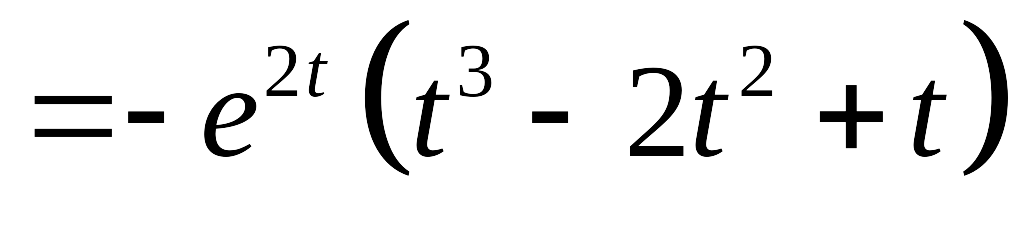 =- e^{2t} (t^3 - 2t^2 + t)